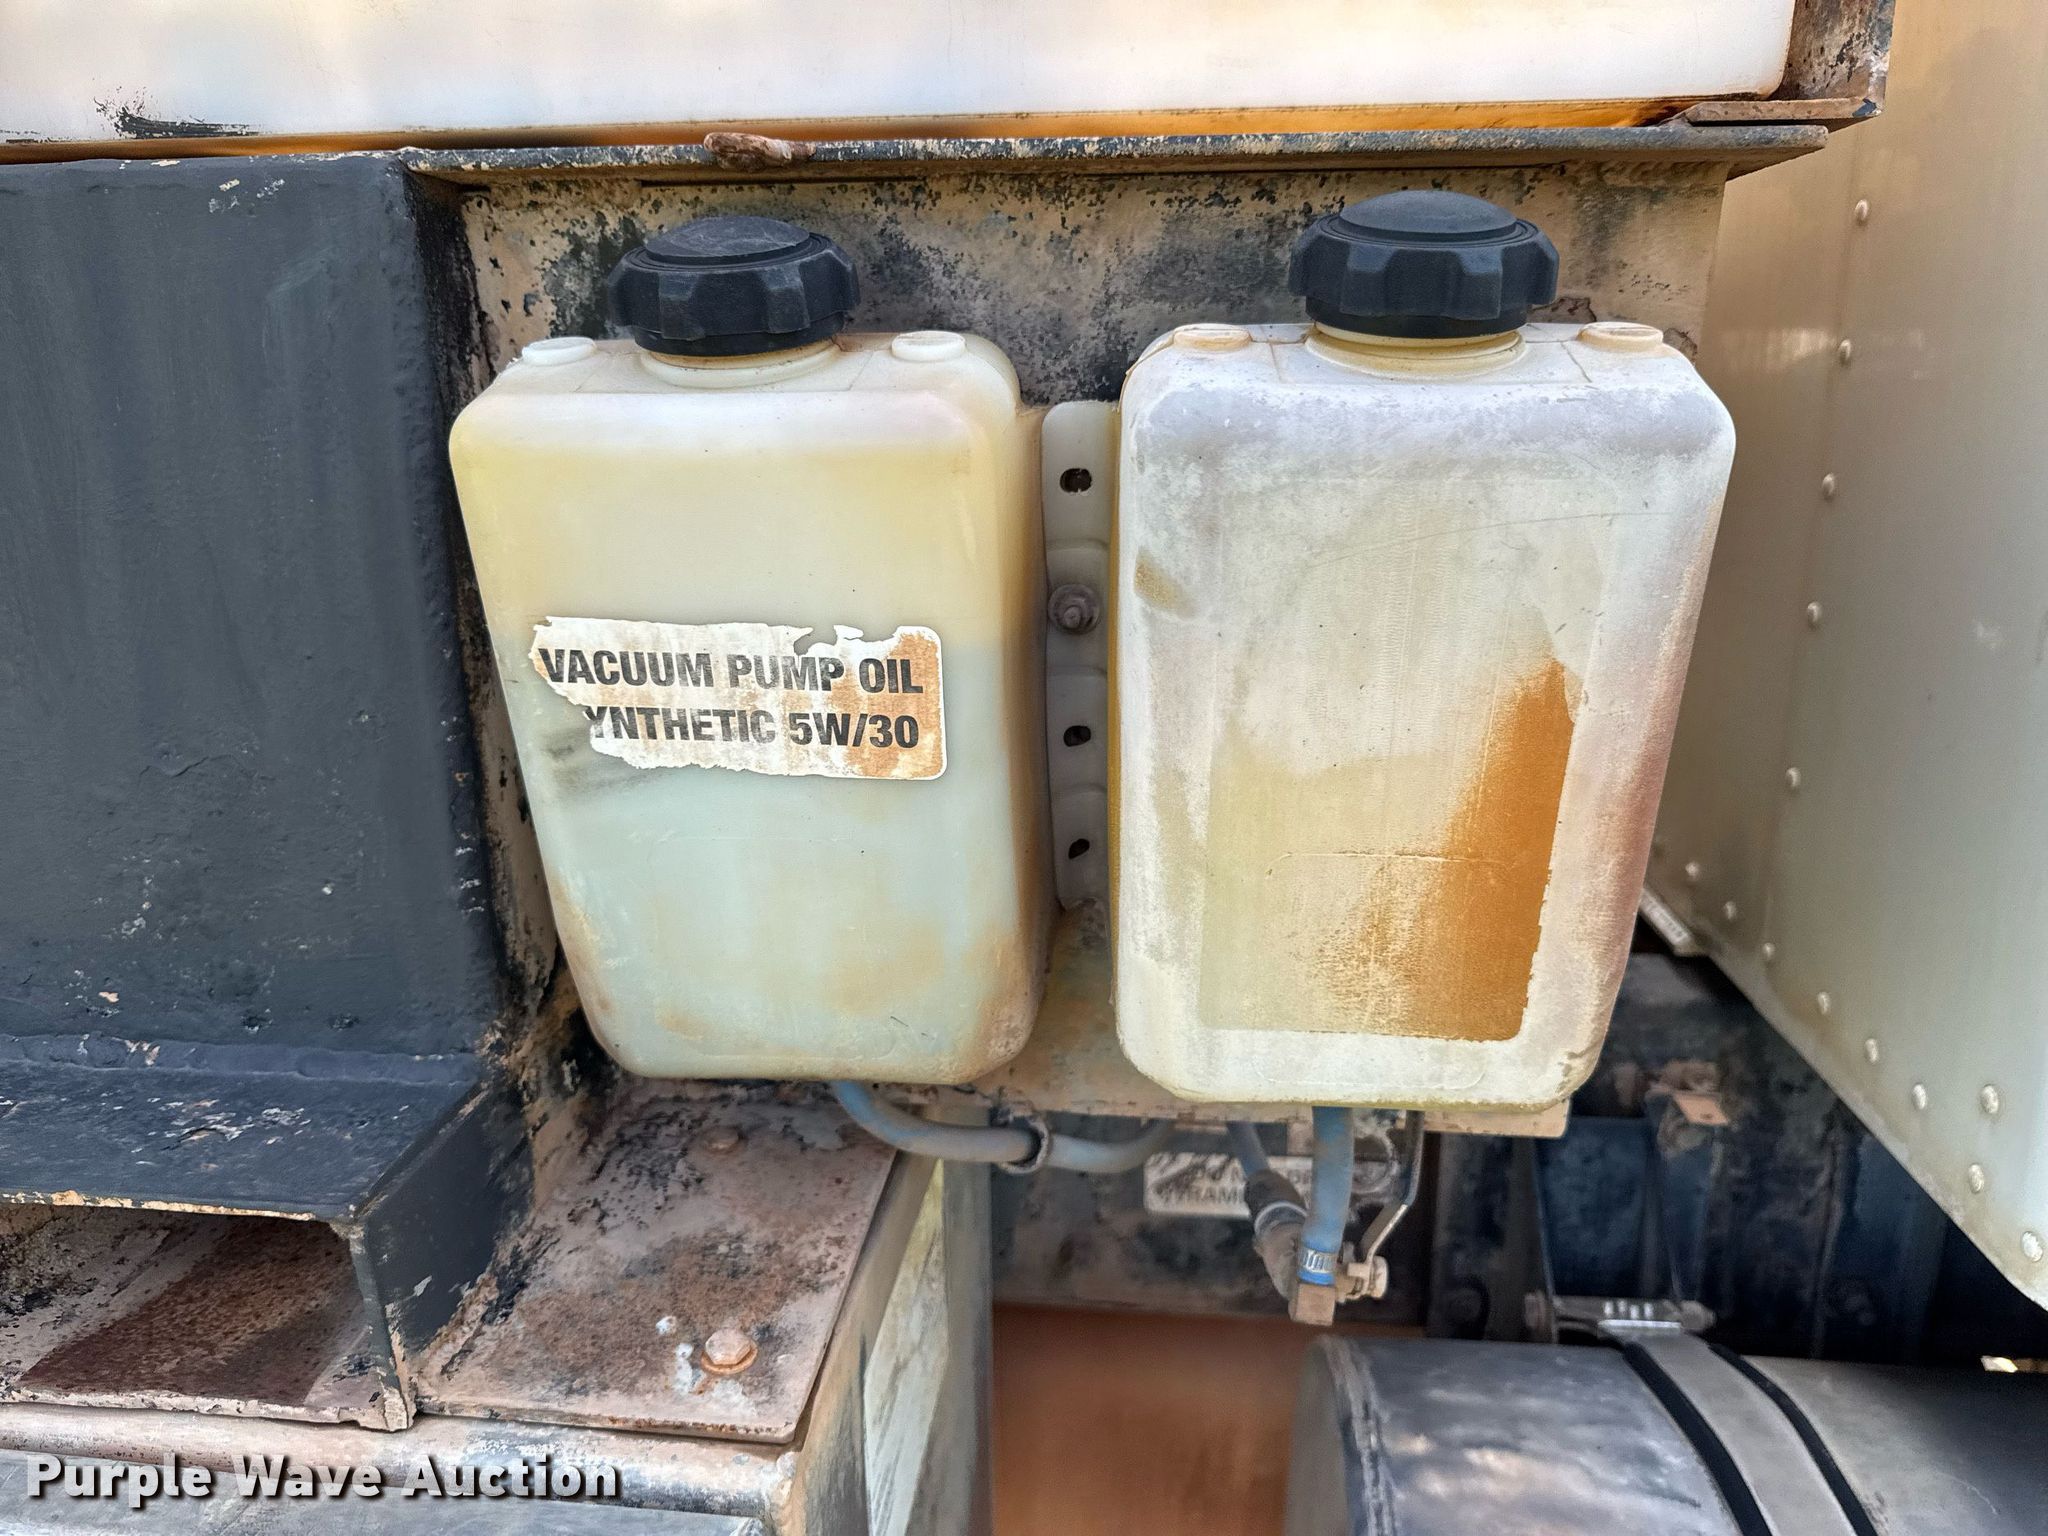 VACUUM PUMP OIL
YNTHETIC 5W/30
Purple Wave Auction